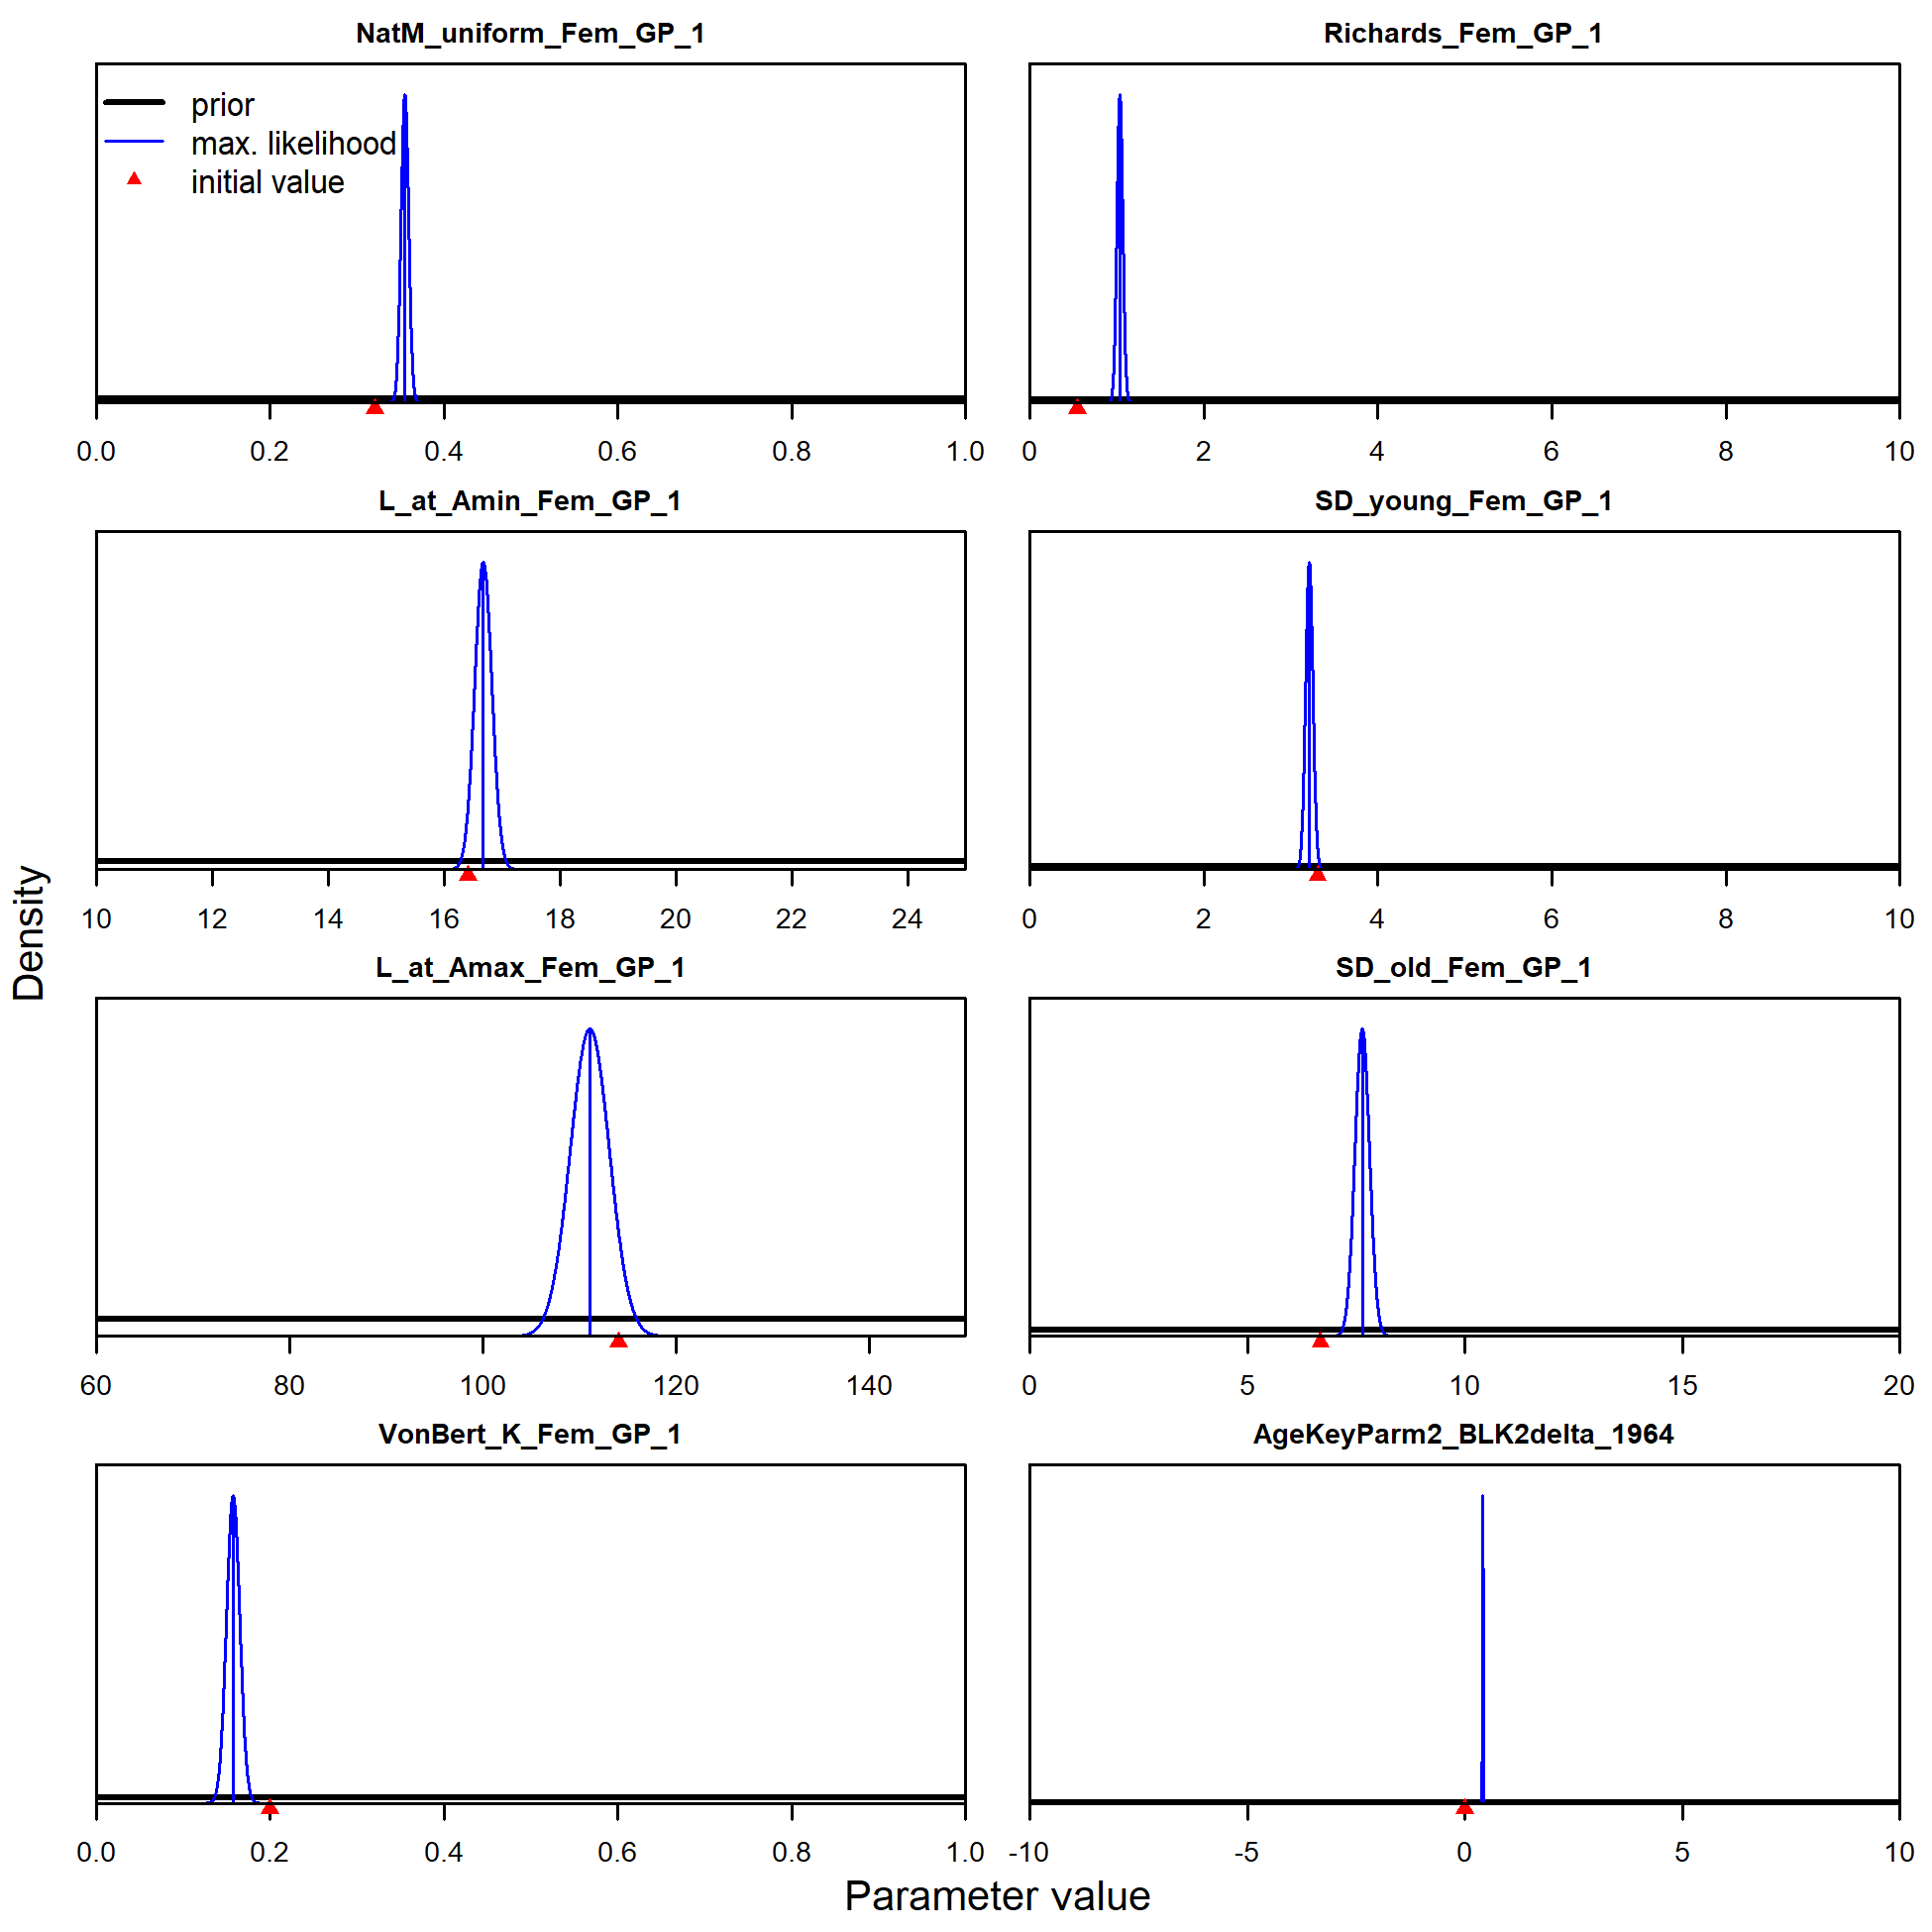 NatM_uniform_Fem_GP_1
prior
max. likelihood
initial value
0.0 0.2 0.4 0.6 0.8 1.0
Richards_Fem_GP_1
0 2 4 6 8 10
L_at_Amin_Fem_GP_1
10 12 14 16 18 20 22 24
SD_young_Fem_GP_1
0 2 4 6 8 10
L_at_Amax_Fem_GP_1
60 80 100 120 140
SD_old_Fem_GP_1
0 5 10 15 20
VonBert_K_Fem_GP_1
0.0 0.2 0.4 0.6 0.8 1.0
AgeKeyParm2_BLK2delta_1964
-10 -5 0 5 10
Density
Parameter value